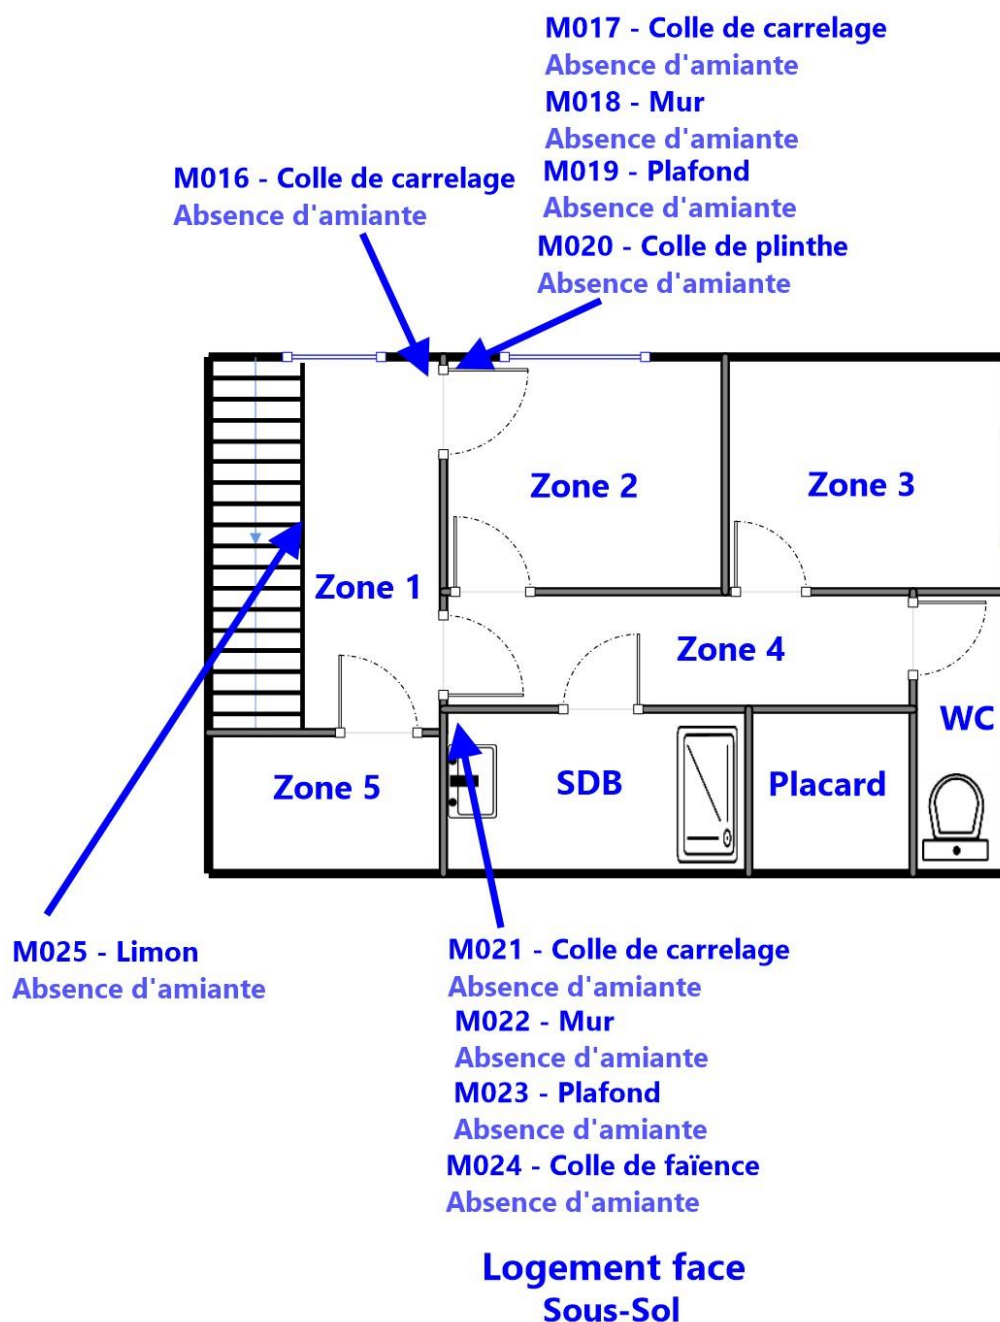 M017 - Colle de carrelage
Absence d'amiante
M018 - Mur
Absence d'amiante
M019 - Plafond
Absence d'amiante
M020 - Colle de plinthe
Absence d'amiante
M016 - Colle de carrelage
Absence d'amiante
Zone 2
Zone 3
Zone 1
Zone 4
WC
Zone 5
SDB
Placard
M025 - Limon
Absence d'amiante
M021 - Colle de carrelage
Absence d'amiante
M022 - Mur
Absence d'amiante
M023 - Plafond
Absence d'amiante
M024 - Colle de faïence
Absence d'amiante
Logement face
Sous-Sol